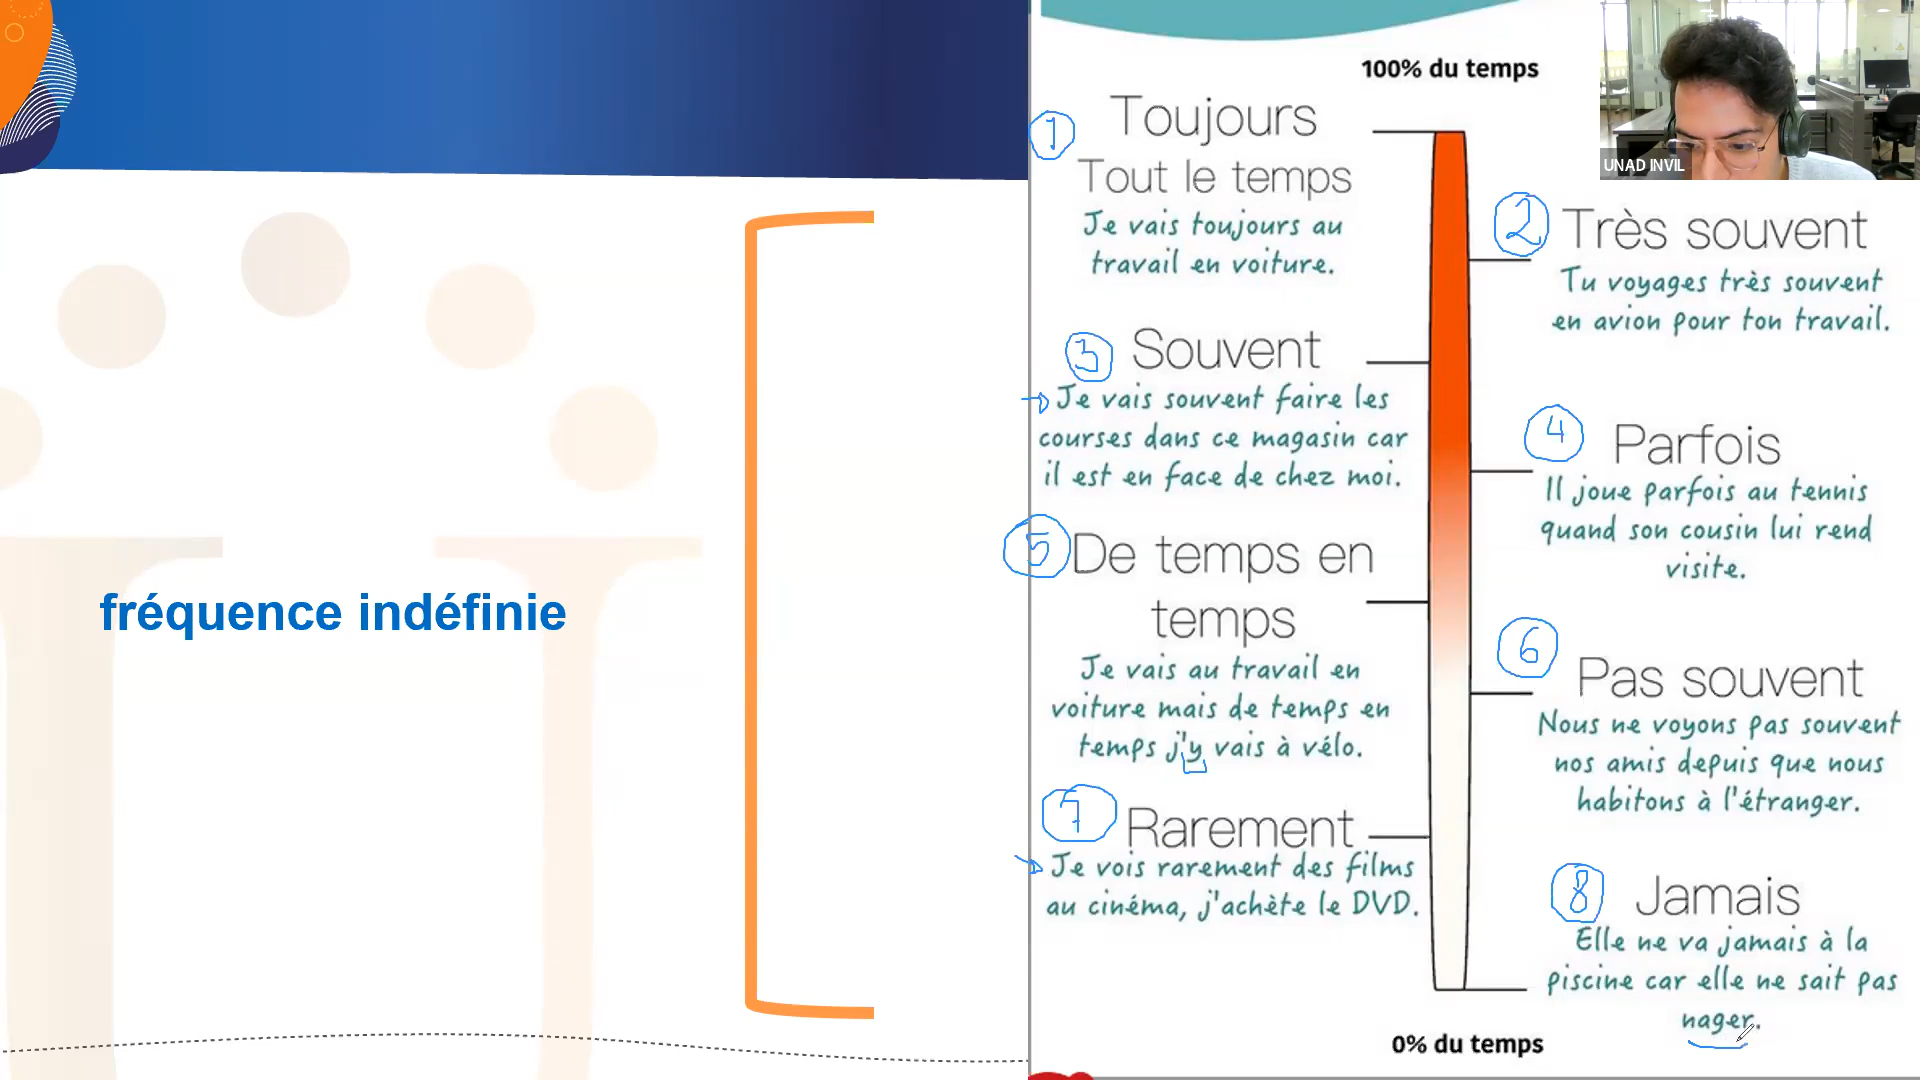 fréquence indéfinie
100% du temps
1
Toujours
Tout le temps
Je vais toujours au
travail en voiture.
UNAD INVIL
2
Très souvent
Tu voyages très souvent
en avion pour ton travail.
3
Souvent
Je vais souvent faire les
courses dans ce magasin car
il est en face de chez moi.
4
Parfois
Il joue parfois au tennis
quand son cousin lui rend
visite.
5
De temps en
temps
Je vais au travail en
voiture mais de temps en
temps j'y vais à vélo.
6
Pas souvent
Nous ne voyons pas souvent
nos amis depuis que nous
habitons à l'étranger.
7
Rarement
Je vois rarement des films
au cinéma, j'achète le DVD.
8
Jamais
Elle ne va jamais à la
piscine car elle ne sait pas
nager.
0% du temps